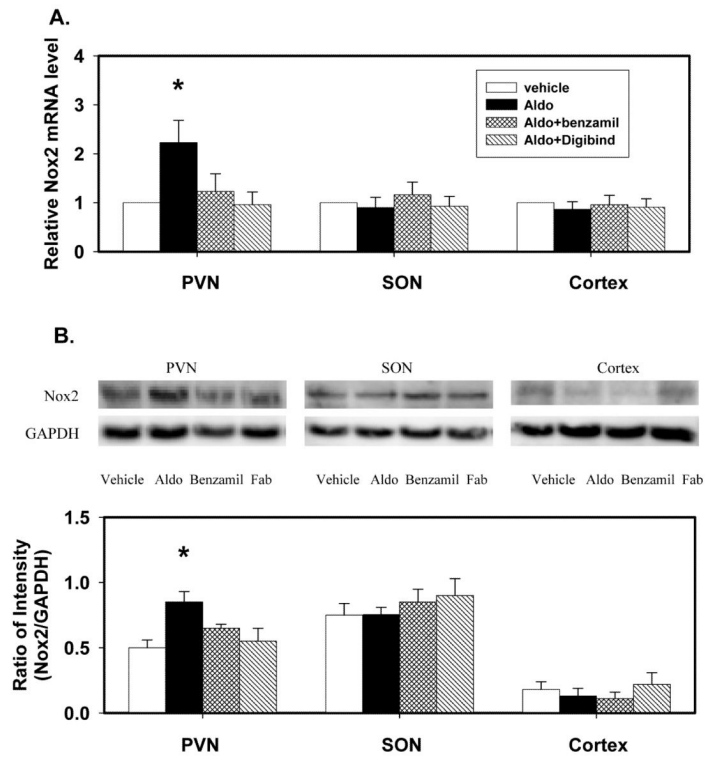 A.
Relative Nox2 mRNA level
4
3
2
1
0
*
vehicle
Aldo
Aldo+benzamil
Aldo+Digibind
PVN SON Cortex
B.
PVN SON Cortex
Nox2
GAPDH
Vehicle Aldo Benzamil Fab Vehicle Aldo Benzamil Fab Vehicle Aldo Benzamil Fab
Ratio of Intensity
(Nox2/GAPDH)
1.5
1.0
0.5
0.0
*
PVN SON Cortex